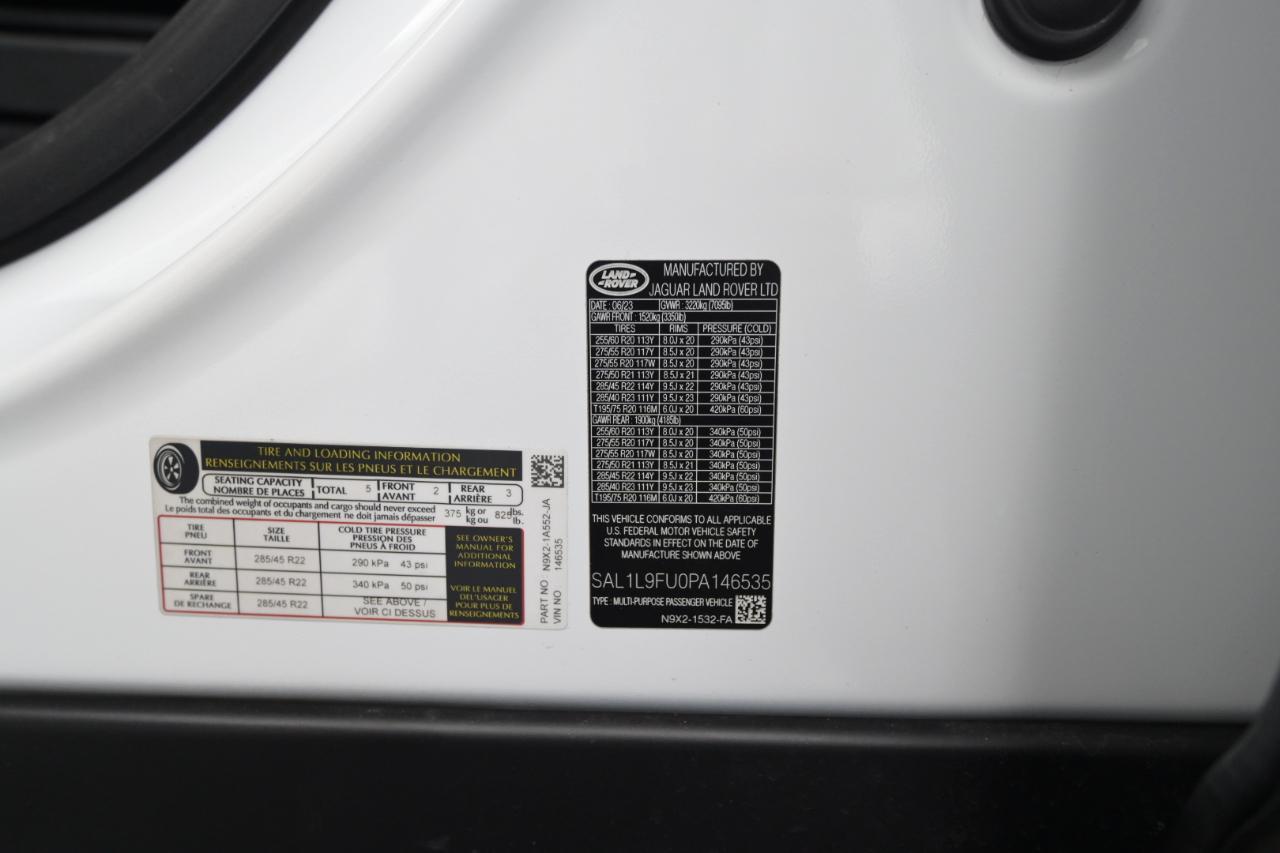 TIRE AND LOADING INFORMATION
RENSEIGNEMENTS SUR LES PNEUS ET LE CHARGEMENT
SEATING CAPACITY
NOMBRE DE PLACES
TOTAL 5
FRONT
AVANT 2
REAR
ARRIÈRE 3
The combined weight of occupants and cargo should never exceed
Le poids total des occupants et du chargement ne doit jamais dépasser
375 kg or
kg ou
825 lbs.
lb.
TIRE
PNEU
SIZE
TAILLE
COLD TIRE PRESSURE
PRESSION DES
PNEUS À FROID
FRONT
AVANT
285/45 R22
290 kPa 43 psi
REAR
ARRIÈRE
285/45 R22
340 kPa 50 psi
SPARE
DE RECHANGE
285/45 R22
SEE ABOVE /
VOIR CI DESSUS
SEE OWNER'S
MANUAL FOR
ADDITIONAL
INFORMATION
VOIR LE MANUEL
DEL'USAGER
POUR PLUS DE
RENSEIGNEMENTS
PART NO N9X2-1A552-JA
VIN NO 146535
LAND-
-ROVER
MANUFACTURED BY
JAGUAR LAND ROVER LTD
DATE : 06/23 GVWR : 3220kg (7095lb)
GAWR FRONT : 1520kg (3350lb)
TIRES RIMS PRESSURE (COLD)
255/60 R20 113Y 8.0J x 20 290kPa (43psi)
275/55 R20 117Y 8.5J x 20 290kPa (43psi)
275/55 R20 117W 8.5J x 20 290kPa (43psi)
275/50 R21 113Y 8.5J x 21 290kPa (43psi)
285/45 R22 114Y 9.5J x 22 290kPa (43psi)
285/40 R23 111Y 9.5J x 23 290kPa (43psi)
T195/75 R20 116M 6.0J x 20 420kPa (60psi)
GAWR REAR : 1900kg (4185lb)
255/60 R20 113Y 8.0J x 20 340kPa (50psi)
275/55 R20 117Y 8.5J x 20 340kPa (50psi)
275/55 R20 117W 8.5J x 20 340kPa (50psi)
275/50 R21 113Y 8.5J x 21 340kPa (50psi)
285/45 R22 114Y 9.5J x 22 340kPa (50psi)
285/40 R23 111Y 9.5J x 23 340kPa (50psi)
T195/75 R20 116M 6.0J x 20 420kPa (60psi)
THIS VEHICLE CONFORMS TO ALL APPLICABLE
U.S. FEDERAL MOTOR VEHICLE SAFETY
STANDARDS IN EFFECT ON THE DATE OF
MANUFACTURE SHOWN ABOVE
SAL1L9FU0PA146535
TYPE : MULTI-PURPOSE PASSENGER VEHICLE
N9X2-1532-FA